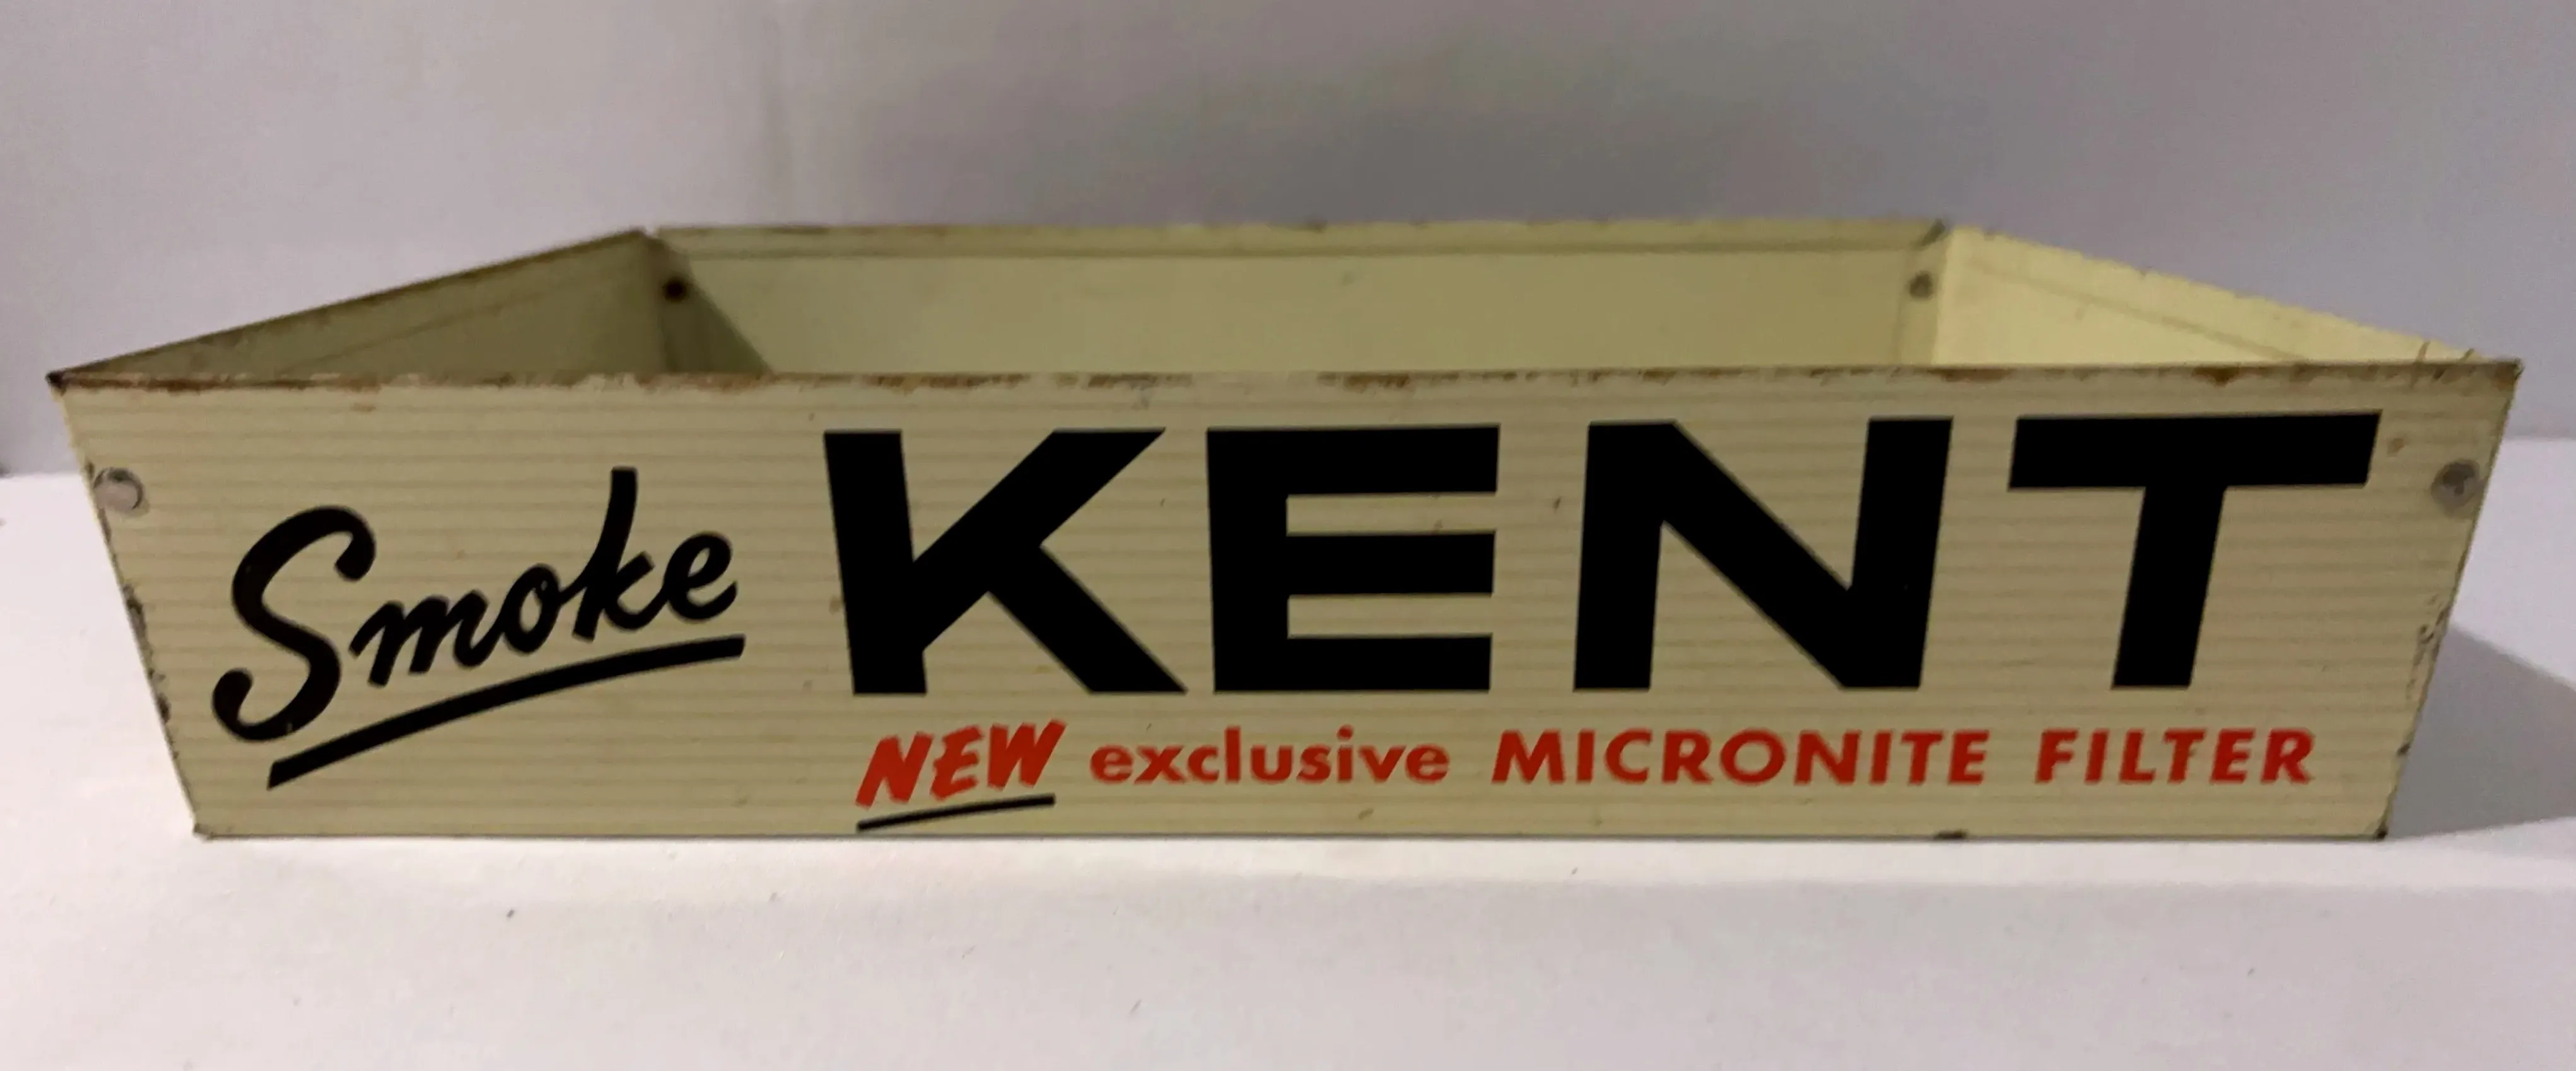 Smoke KENT
NEW exclusive MICRONITE FILTER